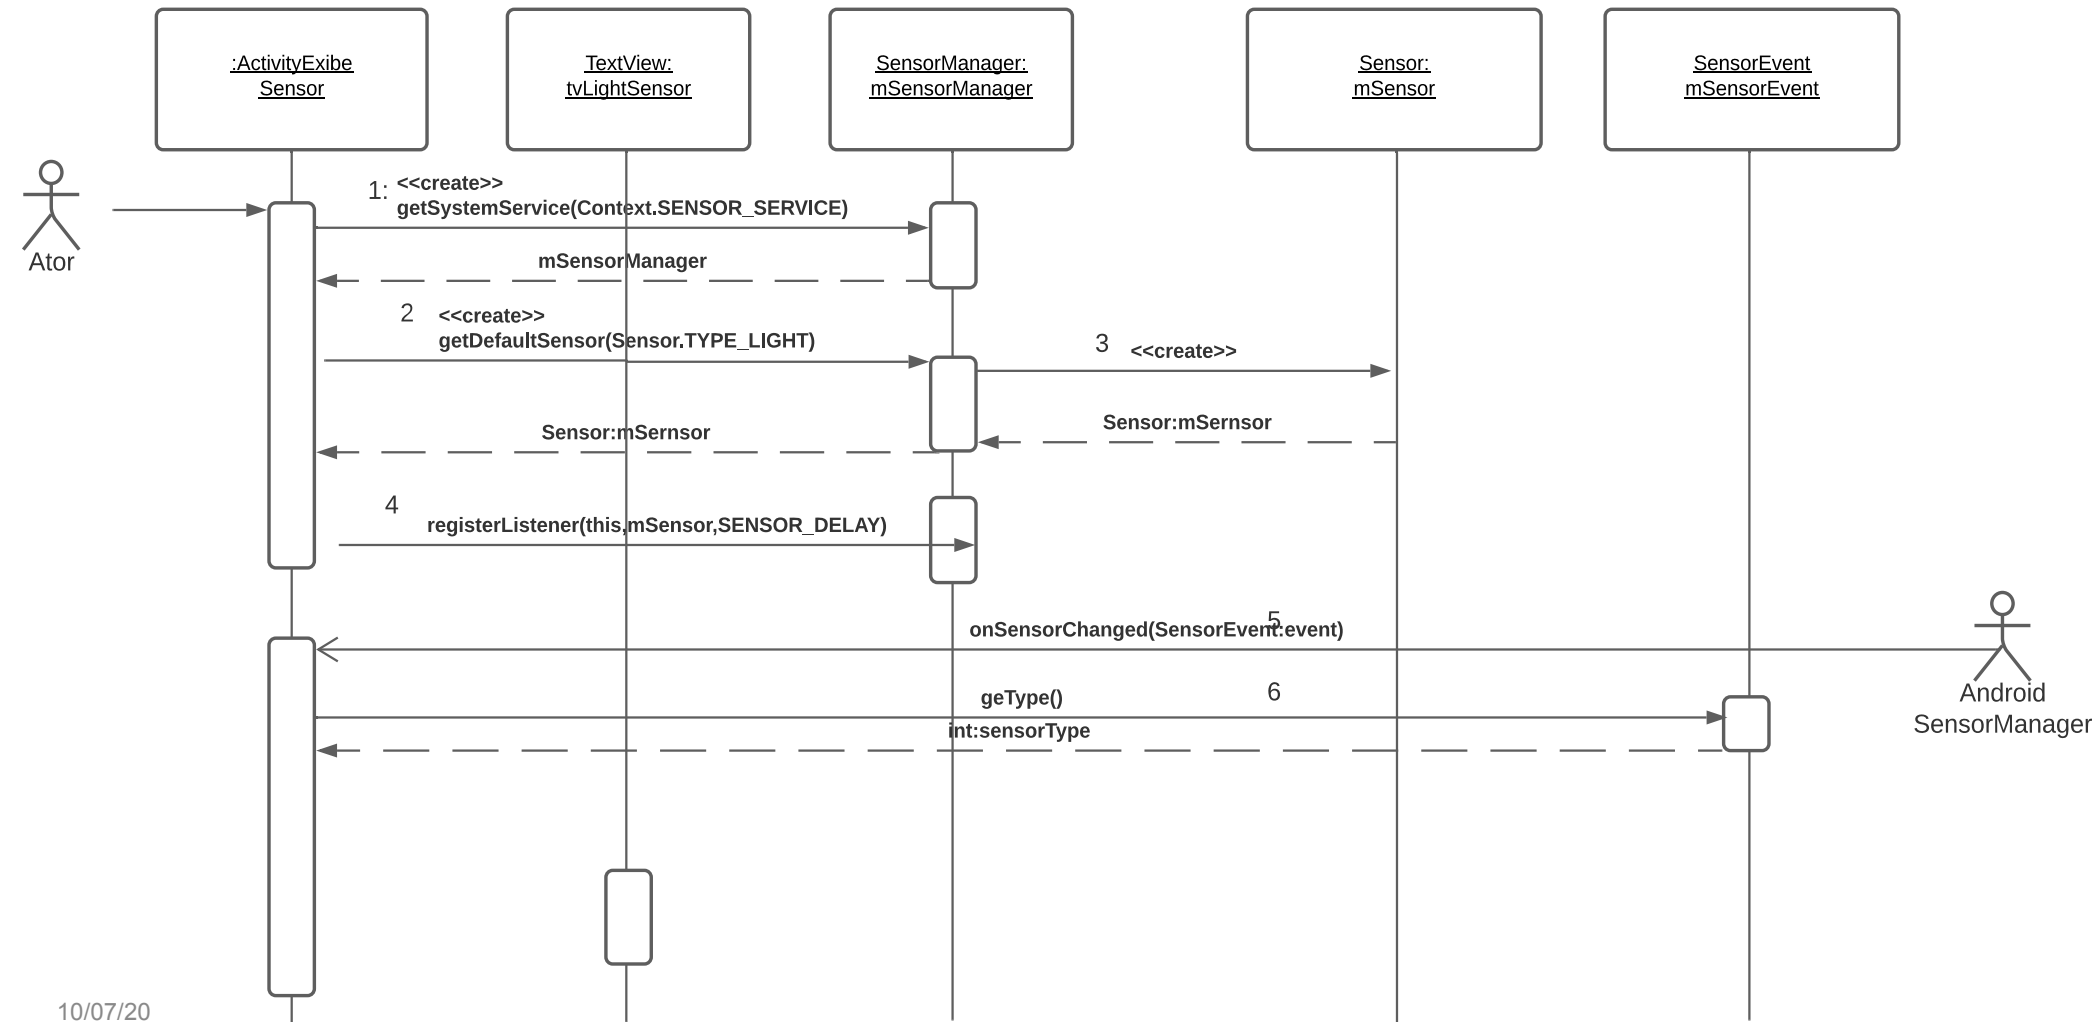 :ActivityExibe
Sensor
TextView:
tvLightSensor
SensorManager:
mSensorManager
Sensor:
mSensor
SensorEvent
mSensorEvent
Ator
1:
<<create>>
getSystemService(Context.SENSOR_SERVICE)
mSensorManager
2
<<create>>
getDefaultSensor(Sensor.TYPE_LIGHT)
3
<<create>>
Sensor:mSernsor
Sensor:mSernsor
4
registerListener(this,mSensor,SENSOR_DELAY)
5
onSensorChanged(SensorEvent:event)
6
geType()
int:sensorType
Android
SensorManager
10/07/20